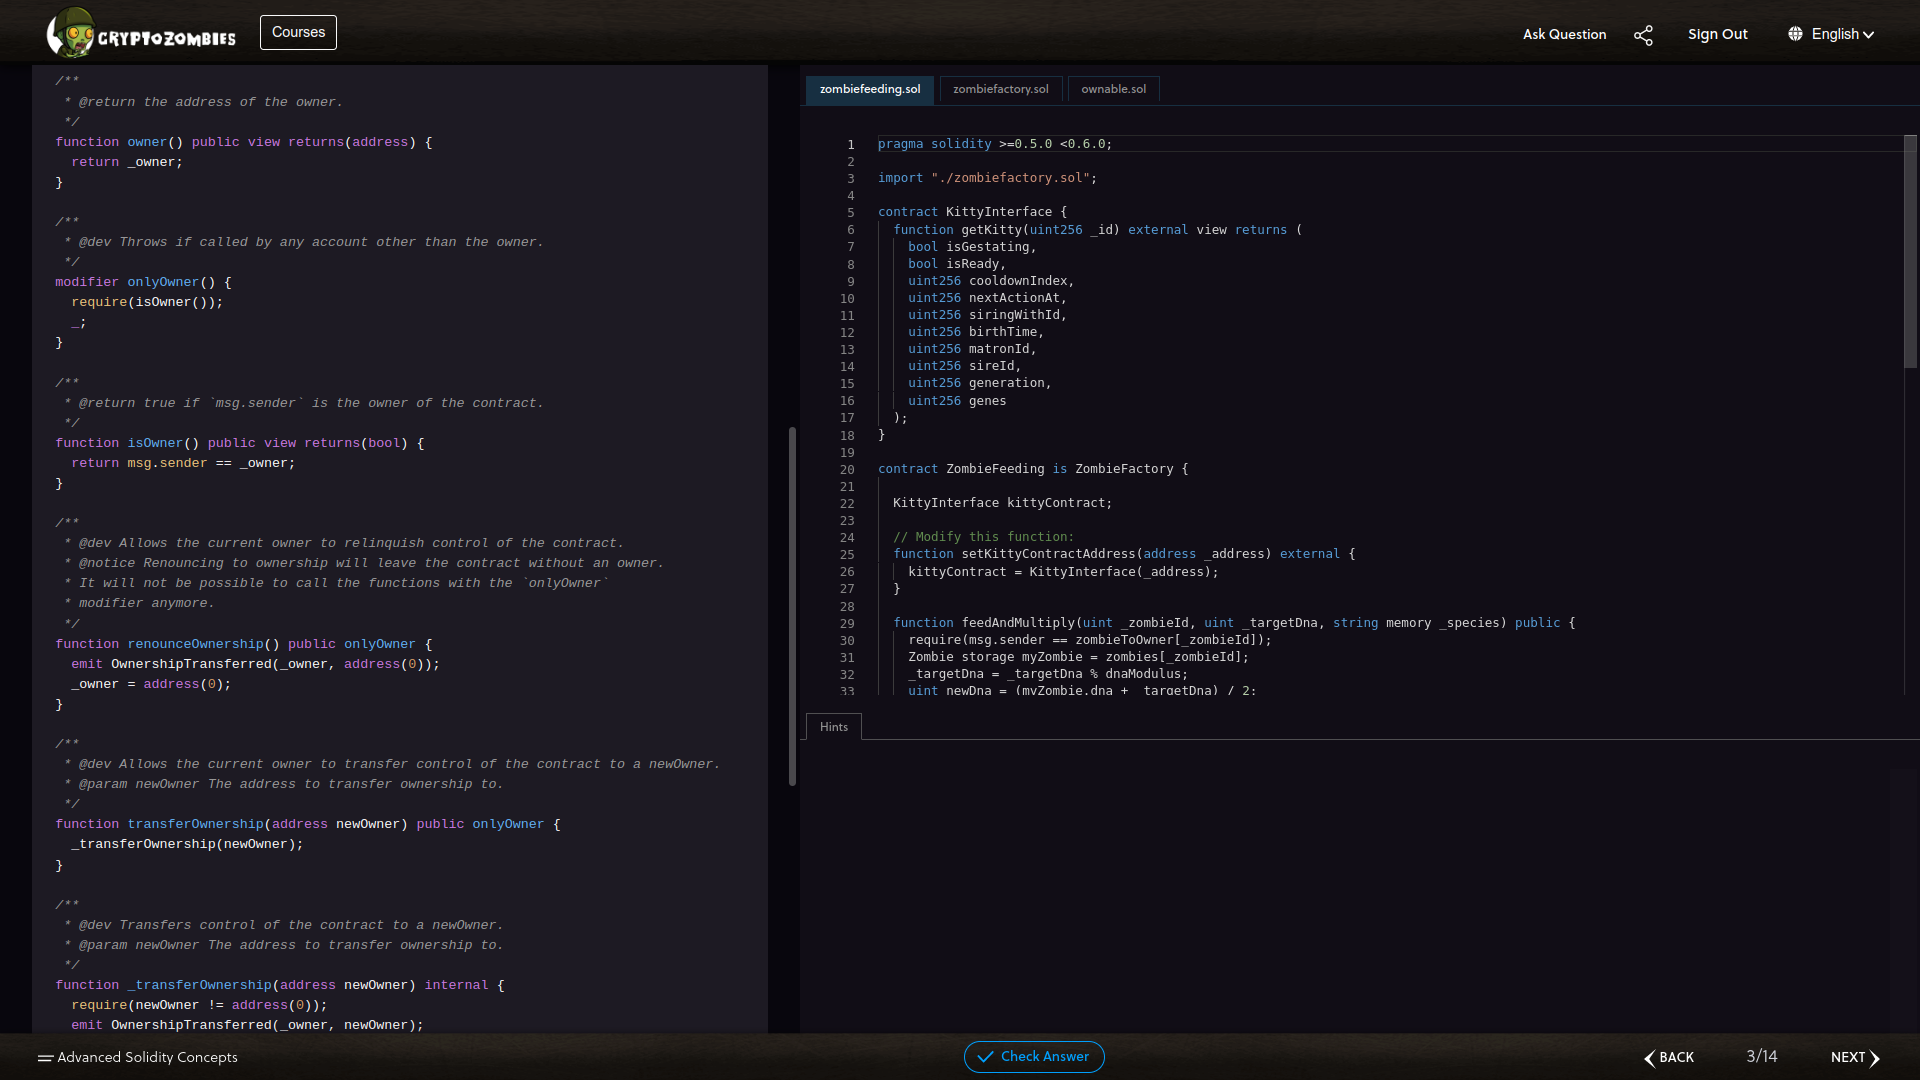 CRYPTOZOMBIES
Courses
Ask Question
Sign Out
English
/**
* @return the address of the owner.
*/
function owner() public view returns(address) {
return _owner;
}
/**
* @dev Throws if called by any account other than the owner.
*/
modifier onlyOwner() {
require(isOwner());
_;
}
/**
* @return true if `msg.sender` is the owner of the contract.
*/
function isOwner() public view returns(bool) {
return msg.sender == _owner;
}
/**
* @dev Allows the current owner to relinquish control of the contract.
* @notice Renouncing to ownership will leave the contract without an owner.
* It will not be possible to call the functions with the `onlyOwner`
* modifier anymore.
*/
function renounceOwnership() public onlyOwner {
emit OwnershipTransferred(_owner, address(0));
_owner = address(0);
}
/**
* @dev Allows the current owner to transfer control of the contract to a newOwner.
* @param newOwner The address to transfer ownership to.
*/
function transferOwnership(address newOwner) public onlyOwner {
_transferOwnership(newOwner);
}
/**
* @dev Transfers control of the contract to a newOwner.
* @param newOwner The address to transfer ownership to.
*/
function _transferOwnership(address newOwner) internal {
require(newOwner != address(0));
emit OwnershipTransferred(_owner, newOwner);
zombiefeeding.sol
zombiefactory.sol
ownable.sol
1 pragma solidity >=0.5.0 <0.6.0;
2
3 import "./zombiefactory.sol";
4
5 contract KittyInterface {
6 function getKitty(uint256 _id) external view returns (
7 bool isGestating,
8 bool isReady,
9 uint256 cooldownIndex,
10 uint256 nextActionAt,
11 uint256 siringWithId,
12 uint256 birthTime,
13 uint256 matronId,
14 uint256 sireId,
15 uint256 generation,
16 uint256 genes
17 );
18 }
19
20 contract ZombieFeeding is ZombieFactory {
21
22 KittyInterface kittyContract;
23
24 // Modify this function:
25 function setKittyContractAddress(address _address) external {
26 kittyContract = KittyInterface(_address);
27 }
28
29 function feedAndMultiply(uint _zombieId, uint _targetDna, string memory _species) public {
30 require(msg.sender == zombieToOwner[_zombieId]);
31 Zombie storage myZombie = zombies[_zombieId];
32 _targetDna = _targetDna % dnaModulus;
33 uint newDna = (myZombie.dna + _targetDna) / 2;
Hints
Advanced Solidity Concepts
Check Answer
BACK
3/14
NEXT